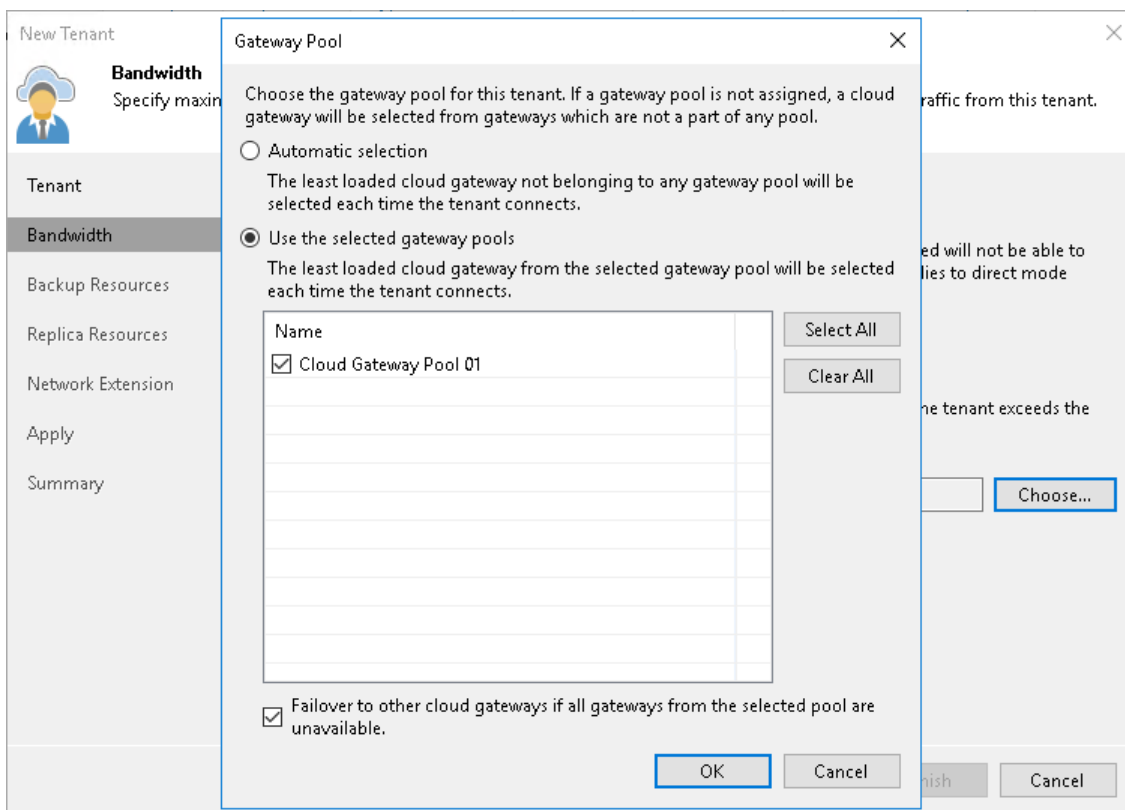 New Tenant
Bandwidth
Specify maxin
raffic from this tenant.
Tenant
Bandwidth
Backup Resources
Replica Resources
Network Extension
Apply
Summary
ed will not be able to
lies to direct mode
ne tenant exceeds the
Choose...
nish
Cancel
Gateway Pool
Choose the gateway pool for this tenant. If a gateway pool is not assigned, a cloud
gateway will be selected from gateways which are not a part of any pool.
Automatic selection
The least loaded cloud gateway not belonging to any gateway pool will be
selected each time the tenant connects.
Use the selected gateway pools
The least loaded cloud gateway from the selected gateway pool will be selected
each time the tenant connects.
Name
Cloud Gateway Pool 01
Select All
Clear All
Failover to other cloud gateways if all gateways from the selected pool are
unavailable.
OK
Cancel